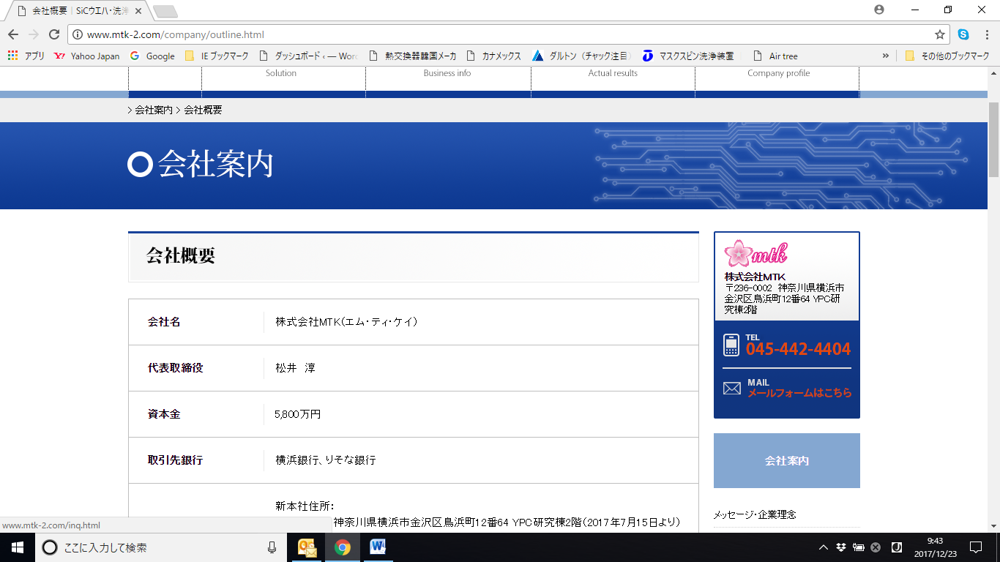 会社概要｜SiCウエハ・洗浄
www.mtk-2.com/company/outline.html
アプリ Yahoo Japan Google IE ブックマーク ダッシュボード ‹ — Word 熱交換器韓国メーカ カナメックス ダルトン（チャック注目） マスクスピン洗浄装置 Air tree » その他のブックマーク
Solution Business info Actual results Company profile
> 会社案内 > 会社概要
会社案内
会社概要
会社名 株式会社MTK(エム・ティ・ケイ)
代表取締役 松井 淳
資本金 5,800万円
取引先銀行 横浜銀行、りそな銀行
新本社住所：
神奈川県横浜市金沢区鳥浜町12番64 YPC研究棟2階（2017年7月15日より）
mtk
株式会社MTK
〒236-0002 神奈川県横浜市
金沢区鳥浜町12番64 YPC研
究棟2階
TEL
045-442-4404
MAIL
メールフォームはこちら
会社案内
メッセージ・企業理念
www.mtk-2.com/inq.html
ここに入力して検索
9:43
2017/12/23